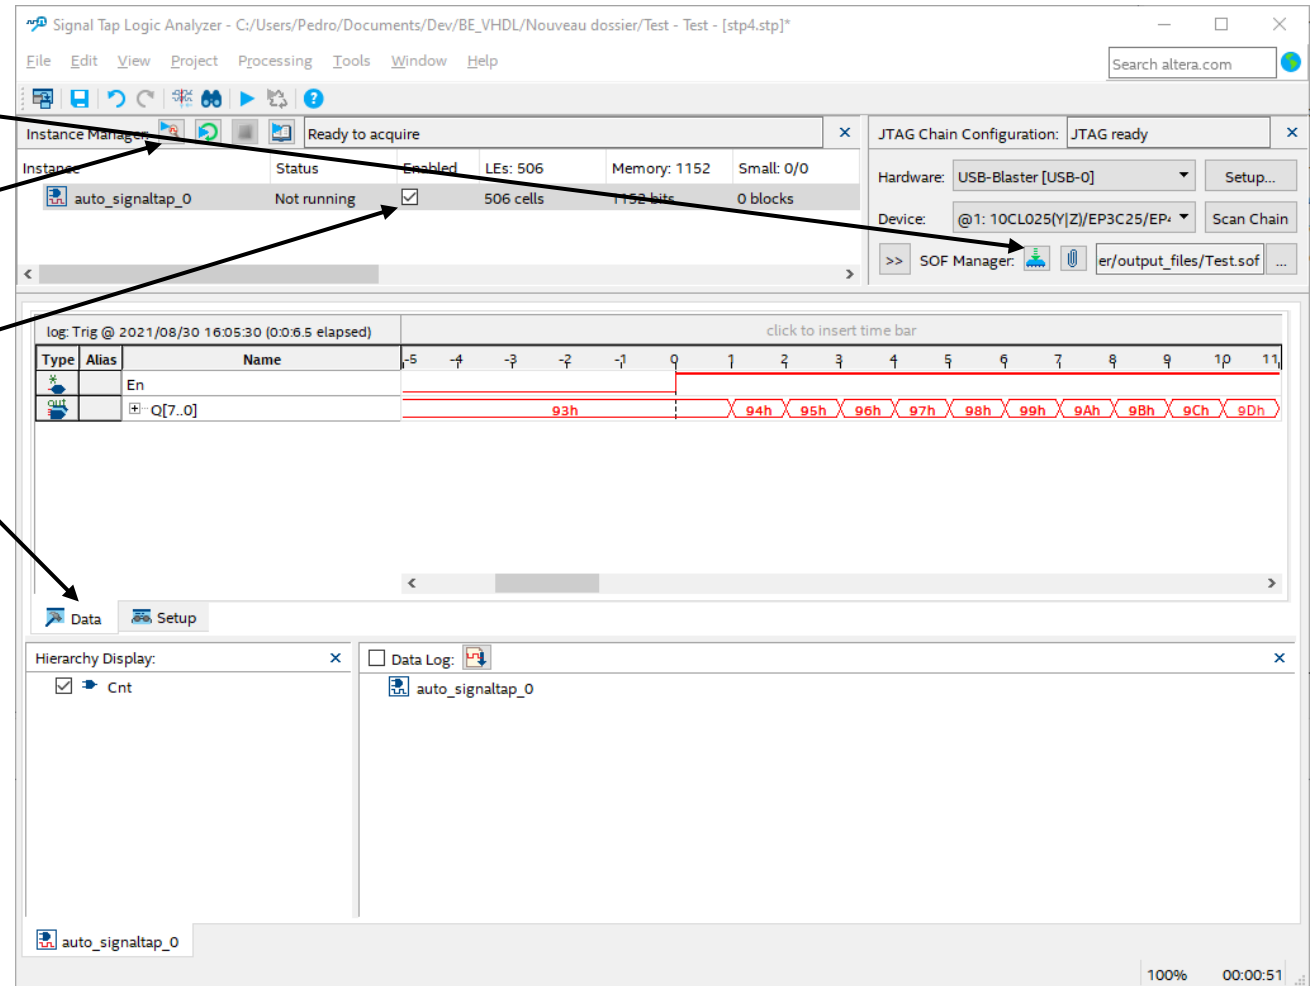 Signal Tap Logic Analyzer - C:/Users/Pedro/Documents/Dev/BE_VHDL/Nouveau dossier/Test - Test - [stp4.stp]*
File Edit View Project Processing Tools Window Help
Search altera.com
Instance Manager: Ready to acquire
JTAG Chain Configuration: JTAG ready
Instance Status Enabled LEs: 506 Memory: 1152 Small: 0/0
auto_signaltap_0 Not running 506 cells 1152 bits 0 blocks
Hardware: USB-Blaster [USB-0] Setup...
Device: @1: 10CL025(Y|Z)/EP3C25/EP4 Scan Chain
>> SOF Manager: er/output_files/Test.sof ...
log: Trig @ 2021/08/30 16:05:30 (0:0:6.5 elapsed) click to insert time bar
Type Alias Name -5 -4 -3 -2 -1 0 1 2 3 4 5 6 7 8 9 10 11
En
out Q[7..0] 93h 94h 95h 96h 97h 98h 99h 9Ah 9Bh 9Ch 9Dh
Data Setup
Hierarchy Display:
Cnt
Data Log:
auto_signaltap_0
auto_signaltap_0
100% 00:00:51